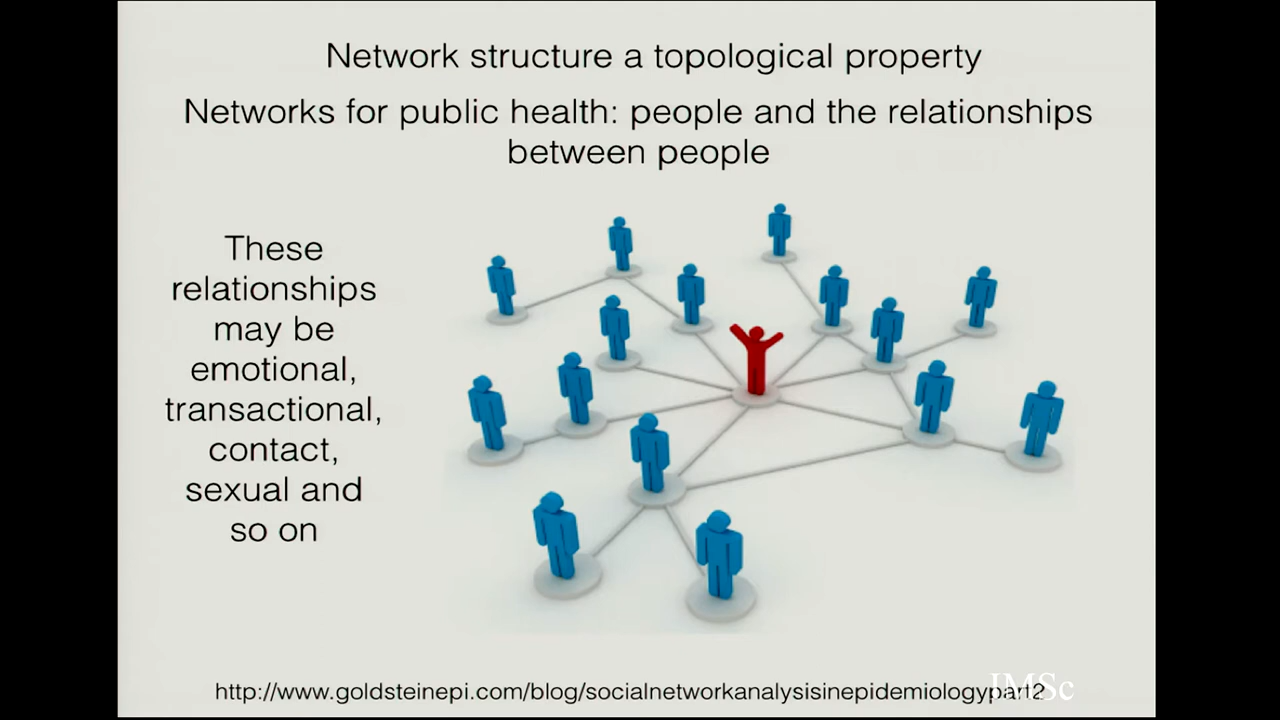 Network structure a topological property
Networks for public health: people and the relationships
between people
These
relationships
may be
emotional,
transactional,
contact,
sexual and
so on
http://www.goldsteinepi.com/blog/socialnetworkanalysisinepidemiologypart2
IMSc